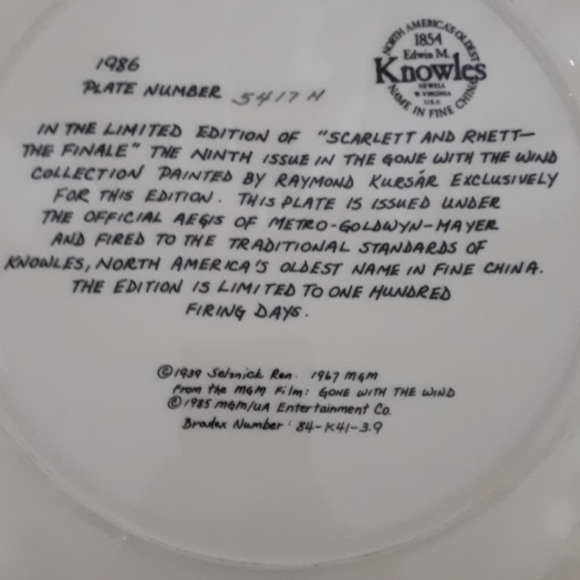 1986
PLATE NUMBER 5417H
NORTH AMERICA'S OLDEST
1854
Edwin M.
Knowles
NEWELL
W VIRGINIA
U.S.A
NAME IN FINE CHINA
IN THE LIMITED EDITION OF "SCARLETT AND RHETT—
THE FINALE" THE NINTH ISSUE IN THE GONE WITH THE WIND
COLLECTION PAINTED BY RAYMOND KURSÁR EXCLUSIVELY
FOR THIS EDITION. THIS PLATE IS ISSUED UNDER
THE OFFICIAL AEGIS OF METRO-GOLDWYN-MAYER
AND FIRED TO THE TRADITIONAL STANDARDS OF
KNOWLES, NORTH AMERICA'S OLDEST NAME IN FINE CHINA.
THE EDITION IS LIMITED TO ONE HUNDRED
FIRING DAYS.
©1939 Selznick Ren. 1967 MGM
From the MGM Film: GONE WITH THE WIND
©1985 MGM/UA Entertainment Co.
Bradex Number: 84-K41-3.9